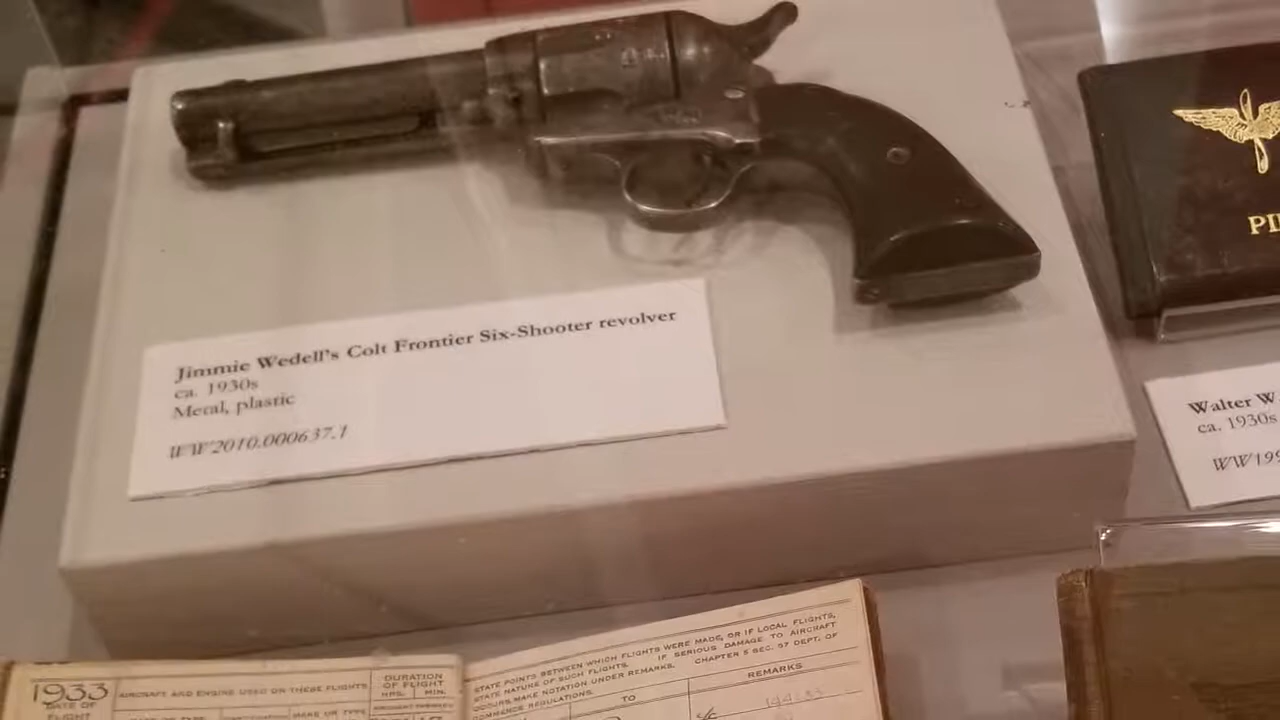 Jimmie Wedell's Colt Frontier Six-Shooter revolver
ca. 1930s
Metal, plastic
WW2010.000637.1
PI
Walter W
ca. 1930s
WW199
1933
DATE OF
FLIGHT
AIRCRAFT AND ENGINE USED ON THESE FLIGHTS
DURATION
OF FLIGHT
HRS. MIN.
MAKE OR TYPE
STATE POINTS BETWEEN WHICH FLIGHTS WERE MADE, OR IF LOCAL FLIGHTS,
STATE NATURE OF SUCH FLIGHTS. IF SERIOUS DAMAGE TO AIRCRAFT
OCCURS MAKE NOTATION UNDER REMARKS. CHAPTER 5 SEC. 57 DEPT. OF
COMMERCE REGULATIONS.
TO
REMARKS